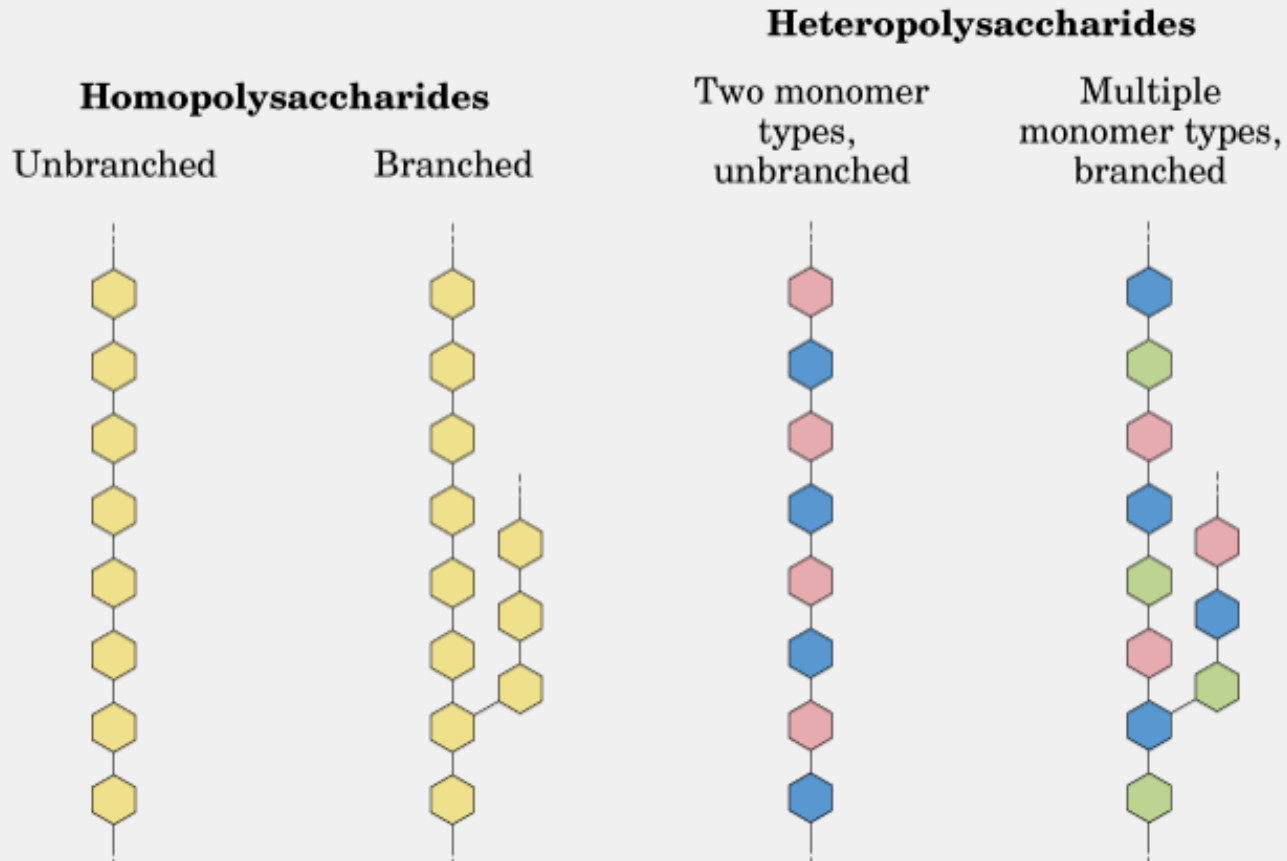 Homopolysaccharides
Unbranched
Branched
Heteropolysaccharides
Two monomer
types,
unbranched
Multiple
monomer types,
branched